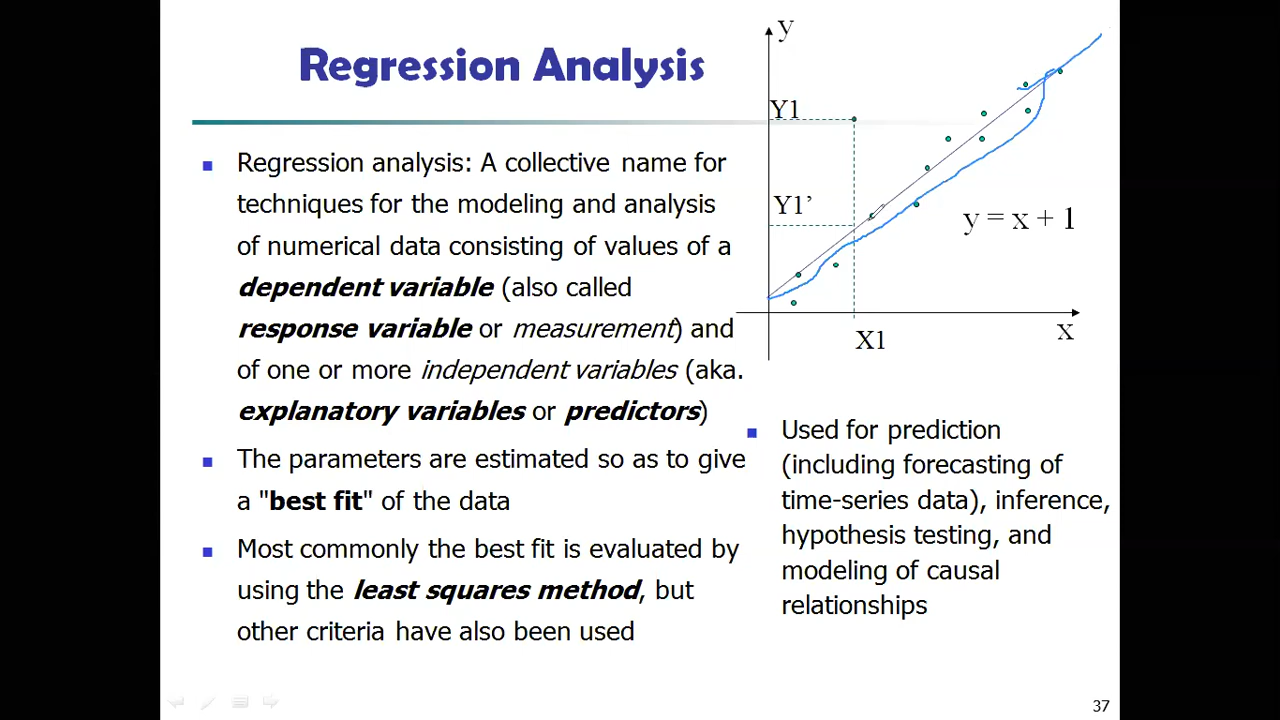 Regression Analysis
Regression analysis: A collective name for
techniques for the modeling and analysis
of numerical data consisting of values of a
dependent variable (also called
response variable or measurement) and
of one or more independent variables (aka.
explanatory variables or predictors)
The parameters are estimated so as to give
a "best fit" of the data
Most commonly the best fit is evaluated by
using the least squares method, but
other criteria have also been used
y
Y1
Y1’
y = x + 1
X1
x
Used for prediction
(including forecasting of
time-series data), inference,
hypothesis testing, and
modeling of causal
relationships
37